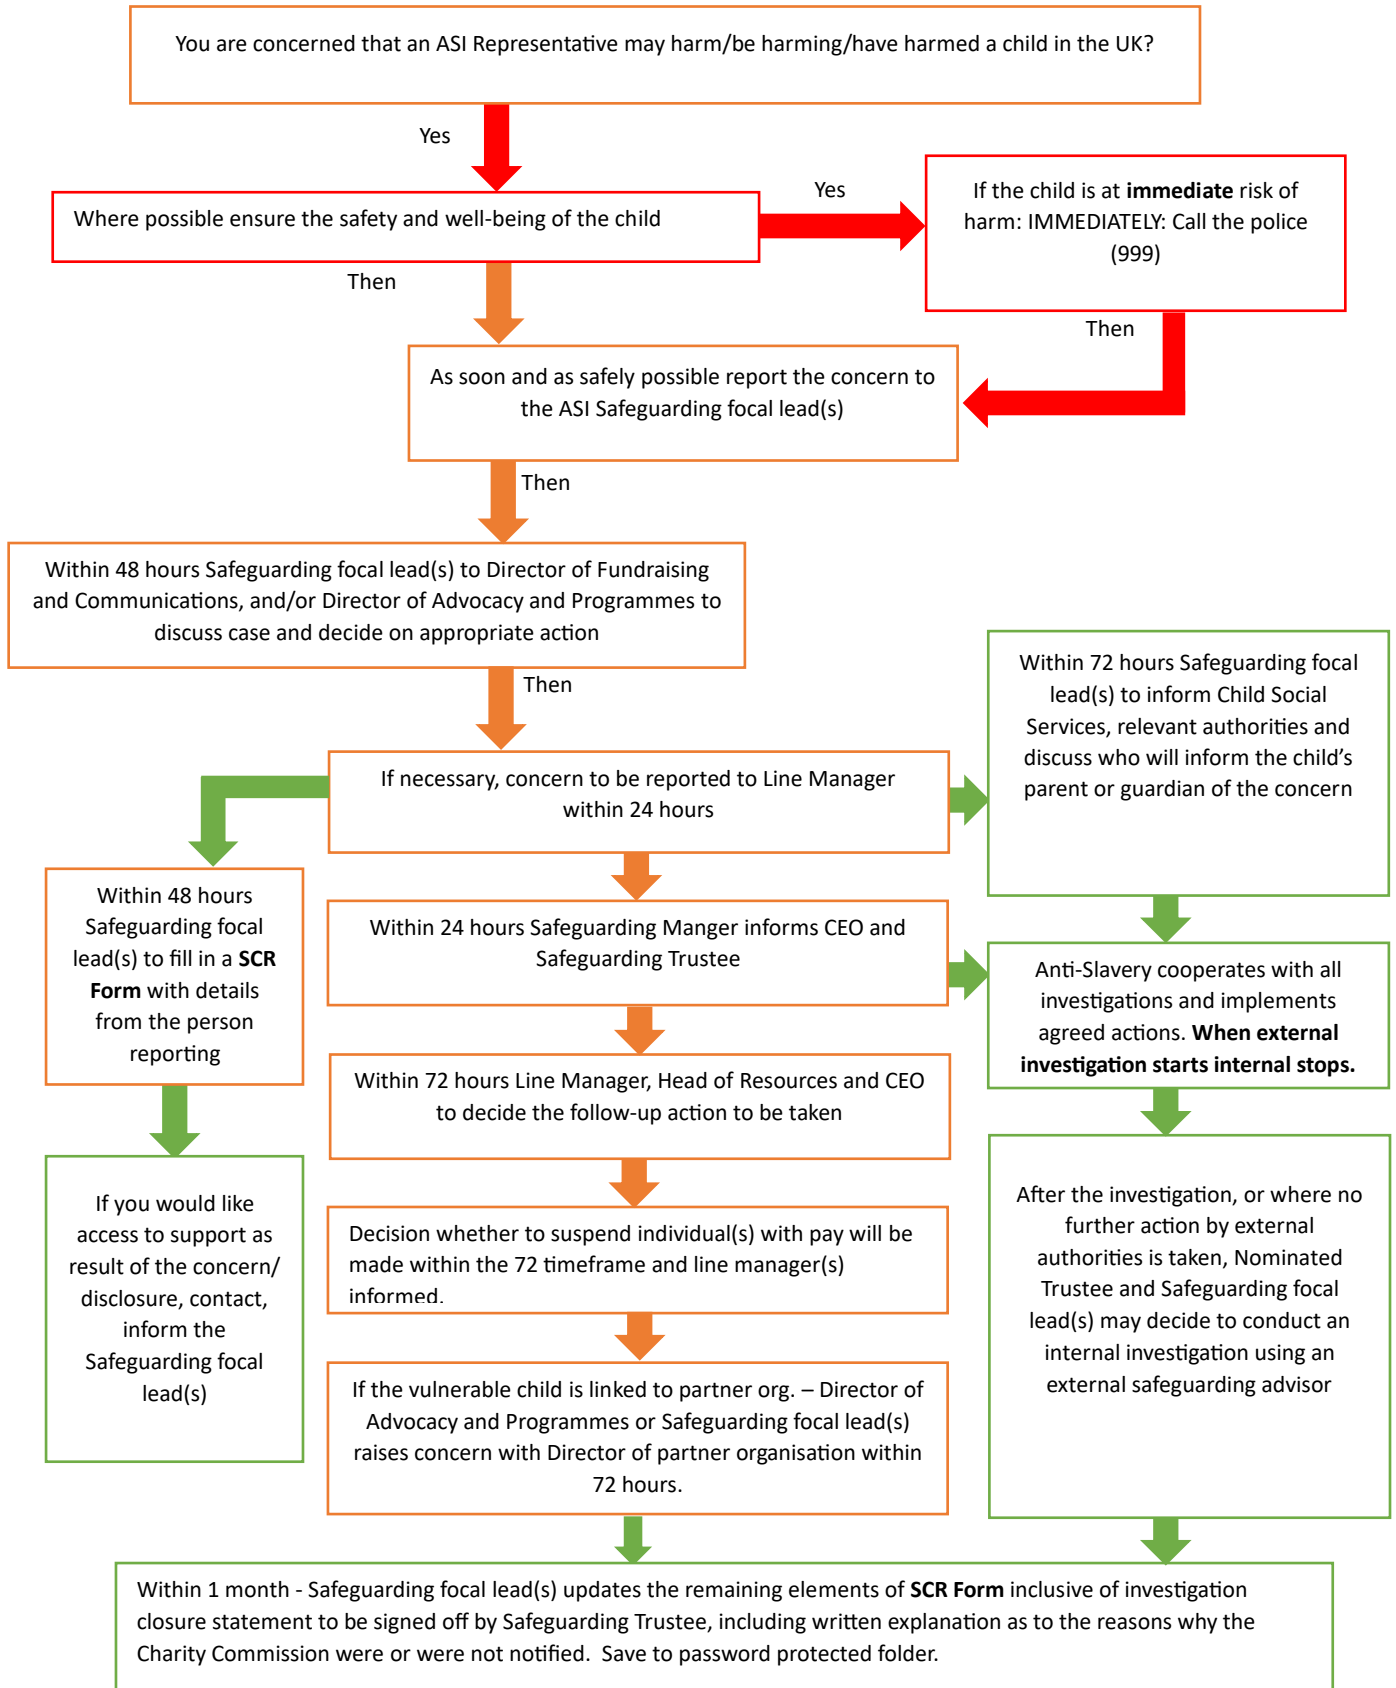 You are concerned that an ASI Representative may harm/be harming/have harmed a child in the UK?
Yes
Where possible ensure the safety and well-being of the child
Yes
If the child is at immediate risk of
harm: IMMEDIATELY: Call the police
(999)
Then
Then
As soon and as safely possible report the concern to
the ASI Safeguarding focal lead(s)
Then
Within 48 hours Safeguarding focal lead(s) to Director of Fundraising
and Communications, and/or Director of Advocacy and Programmes to
discuss case and decide on appropriate action
Then
If necessary, concern to be reported to Line Manager
within 24 hours
Within 72 hours Safeguarding focal
lead(s) to inform Child Social
Services, relevant authorities and
discuss who will inform the child’s
parent or guardian of the concern
Within 48 hours
Safeguarding focal
lead(s) to fill in a SCR
Form with details
from the person
reporting
Within 24 hours Safeguarding Manger informs CEO and
Safeguarding Trustee
Anti-Slavery cooperates with all
investigations and implements
agreed actions. When external
investigation starts internal stops.
Within 72 hours Line Manager, Head of Resources and CEO
to decide the follow-up action to be taken
If you would like
access to support as
result of the concern/
disclosure, contact,
inform the
Safeguarding focal
lead(s)
Decision whether to suspend individual(s) with pay will be
made within the 72 timeframe and line manager(s)
informed.
After the investigation, or where no
further action by external
authorities is taken, Nominated
Trustee and Safeguarding focal
lead(s) may decide to conduct an
internal investigation using an
external safeguarding advisor
If the vulnerable child is linked to partner org. – Director of
Advocacy and Programmes or Safeguarding focal lead(s)
raises concern with Director of partner organisation within
72 hours.
Within 1 month - Safeguarding focal lead(s) updates the remaining elements of SCR Form inclusive of investigation
closure statement to be signed off by Safeguarding Trustee, including written explanation as to the reasons why the
Charity Commission were or were not notified.  Save to password protected folder.